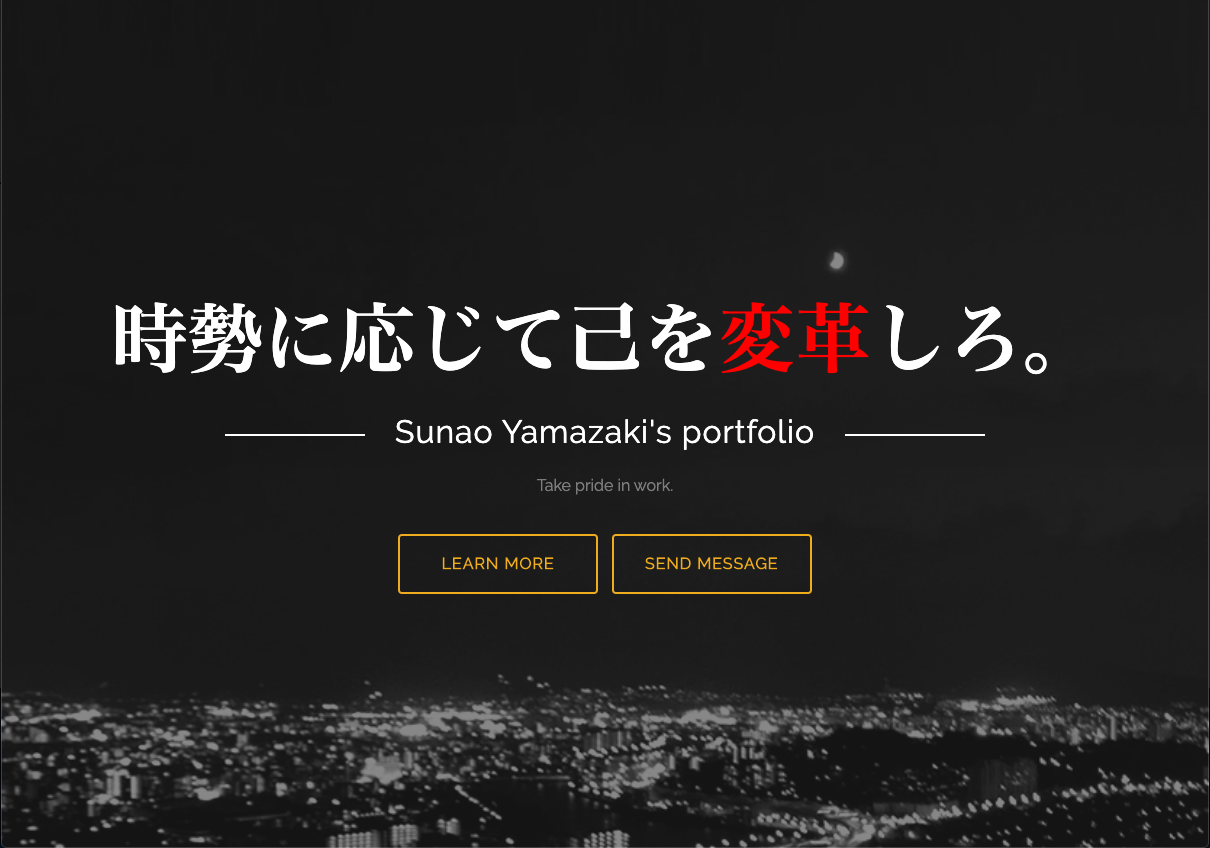 時勢に応じて己を変革しろ。
Sunao Yamazaki's portfolio
Take pride in work.
LEARN MORE
SEND MESSAGE